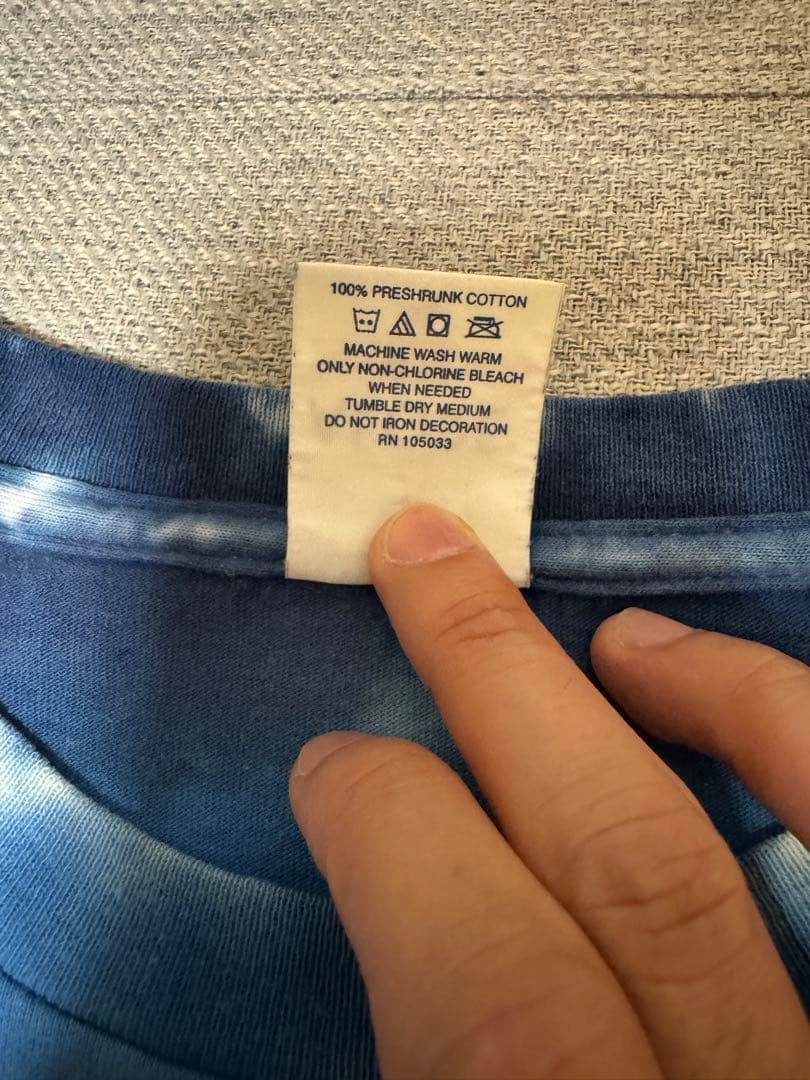 100% PRESHRUNK COTTON
MACHINE WASH WARM
ONLY NON-CHLORINE BLEACH
WHEN NEEDED
TUMBLE DRY MEDIUM
DO NOT IRON DECORATION
RN 105033